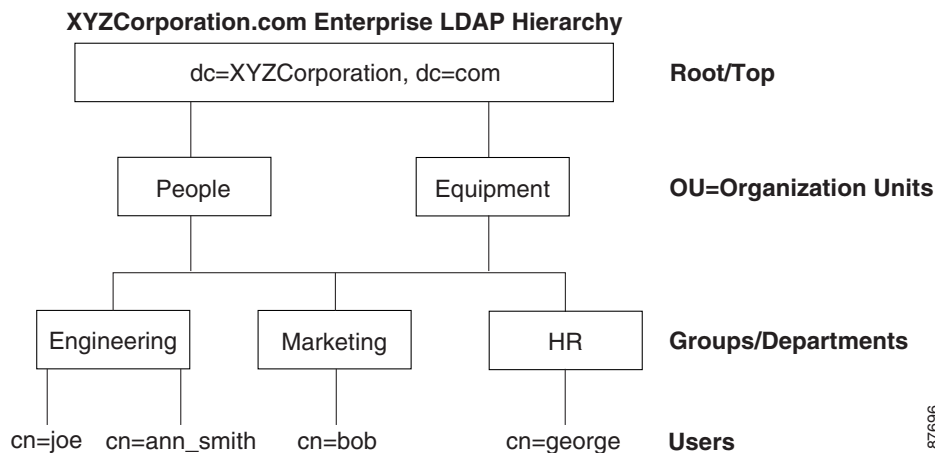 XYZCorporation.com Enterprise LDAP Hierarchy
dc=XYZCorporation, dc=com
Root/Top
People
Equipment
OU=Organization Units
Engineering
Marketing
HR
Groups/Departments
cn=joe
cn=ann_smith
cn=bob
cn=george
Users
87696